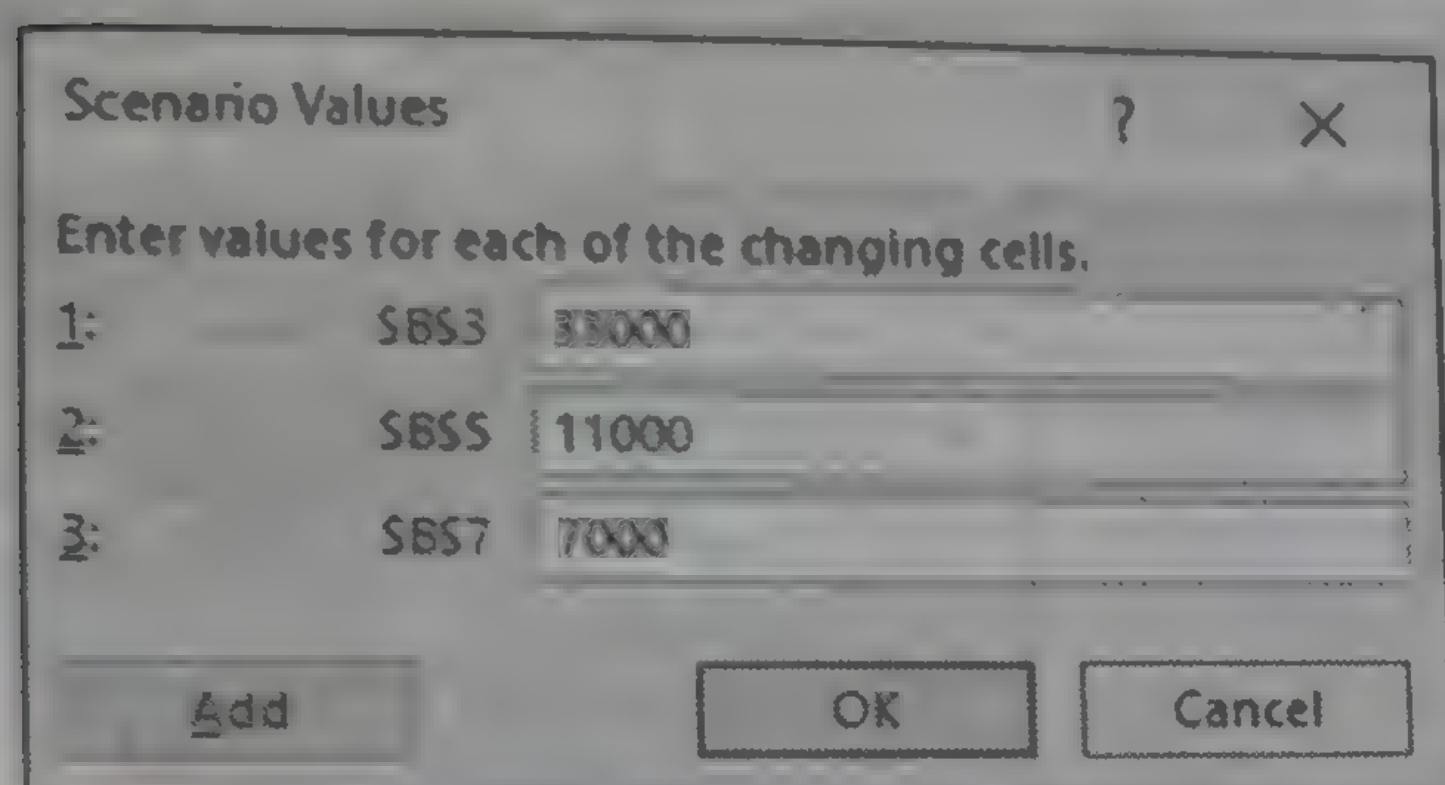 Scenario Values ? ×
Enter values for each of the changing cells.
1: $B$3 33000
2: $B$5 11000
3: $B$7 7000
Add OK Cancel